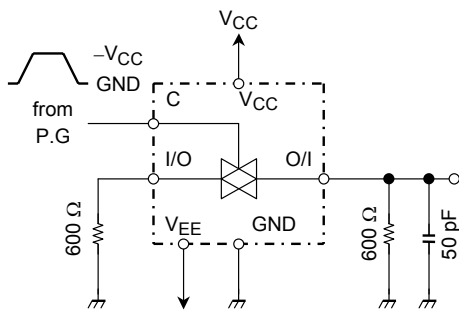 VCC
–VCC
GND
from
P.G
C
VCC
I/O
O/I
VEE
GND
600 Ω
600 Ω
50 pF